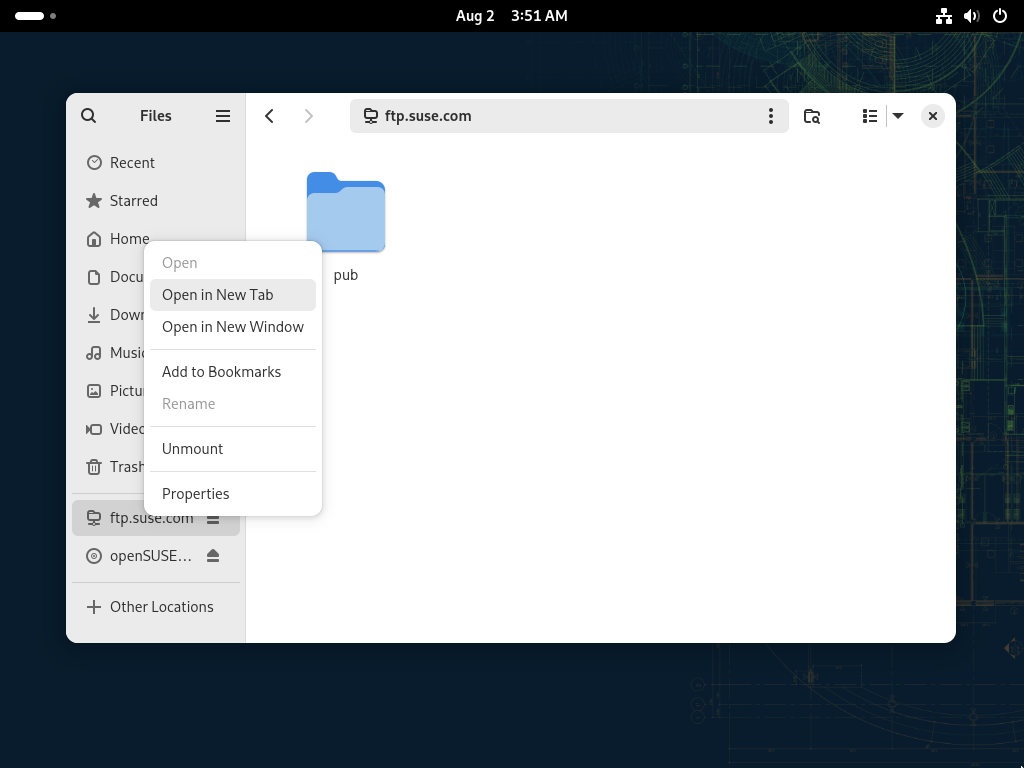 Aug 2 3:51 AM
Files
ftp.suse.com
Recent
Starred
Home
Docu
Down
Music
Pictu
Video
Trash
ftp.suse.com
openSUSE…
Other Locations
Open
Open in New Tab
Open in New Window
Add to Bookmarks
Rename
Unmount
Properties
pub